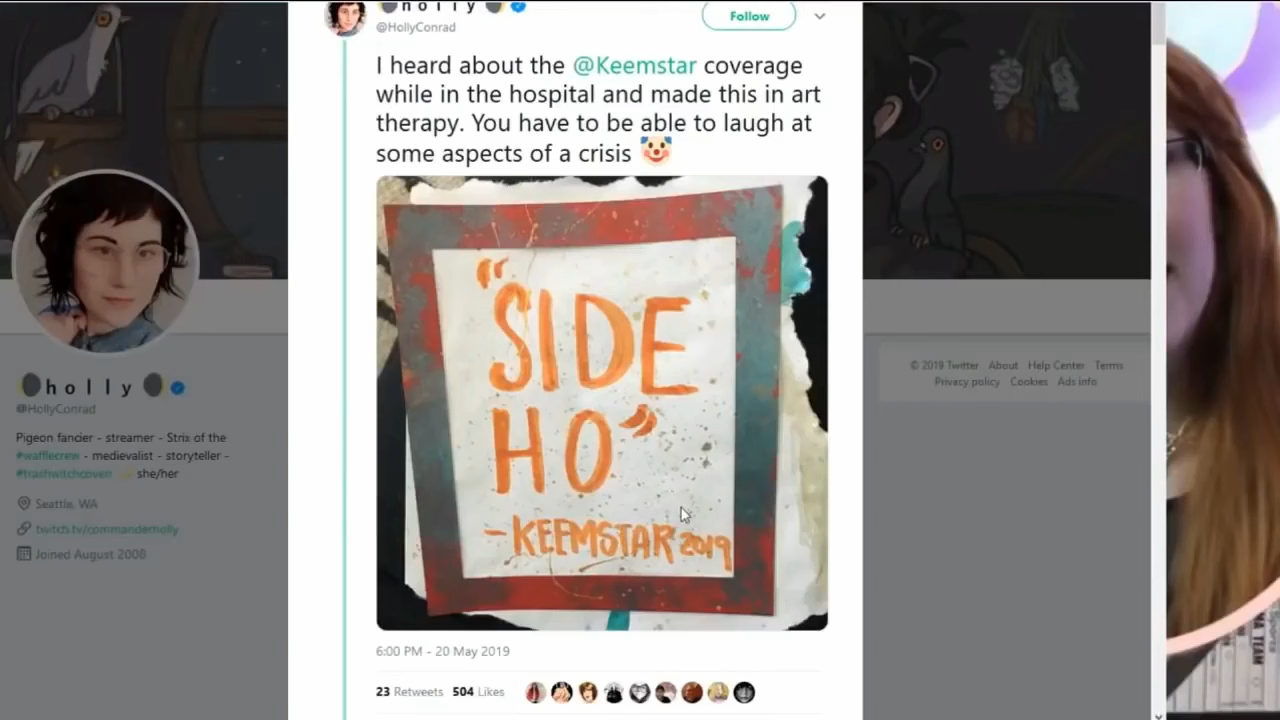 holly
@HollyConrad
Follow
I heard about the @Keemstar coverage
while in the hospital and made this in art
therapy. You have to be able to laugh at
some aspects of a crisis 🤡
"SIDE
HO"
-KEEMSTAR 2019
6:00 PM - 20 May 2019
23 Retweets 504 Likes
holly
@HollyConrad
Pigeon fancier - streamer - Strix of the
#wafflecrew - medievalist - storyteller -
#trashwitchcoven she/her
Seattle, WA
twitch.tv/commanderholly
Joined August 2008
© 2019 Twitter About Help Center Terms
Privacy policy Cookies Ads info